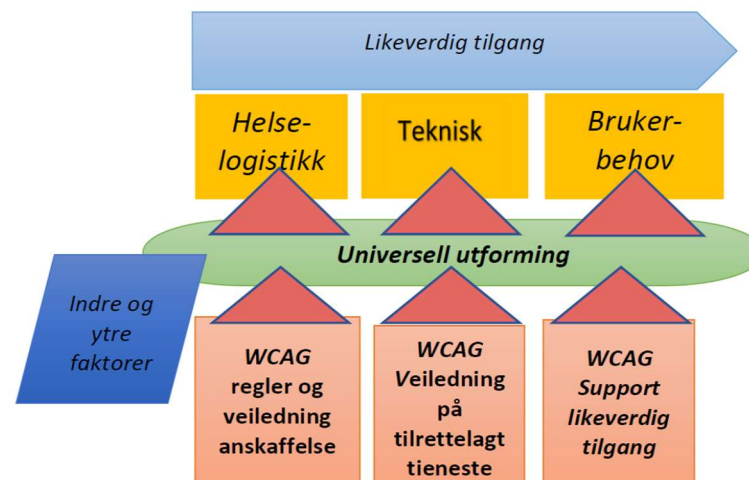 Likeverdig tilgang
Helse-
logistikk
Teknisk
Bruker-
behov
Universell utforming
Indre og
ytre
faktorer
WCAG
regler og
veiledning
anskaffelse
WCAG
Veiledning
på
tilrettelagt
tieneste
WCAG
Support
likeverdig
tilgang